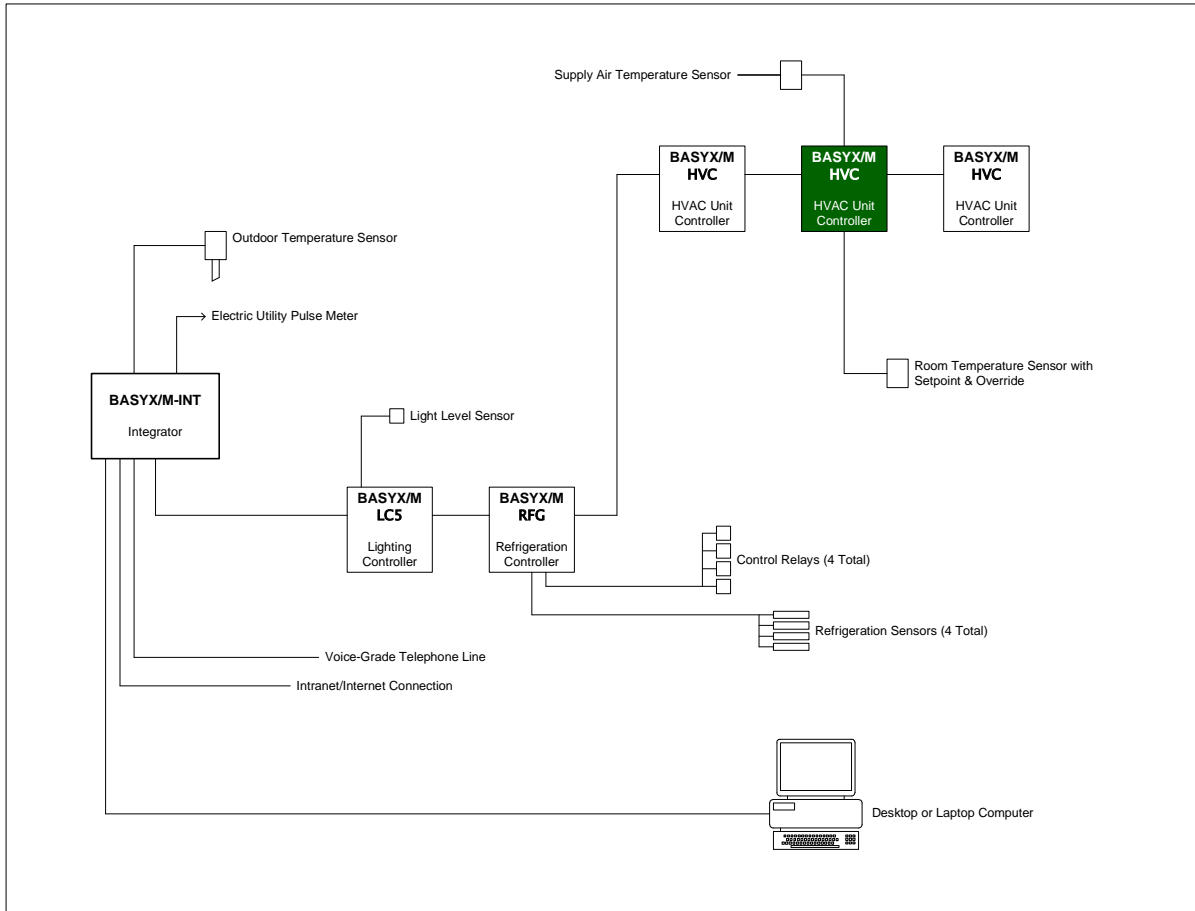 Supply Air Temperature Sensor
BASYX/M
HVC
HVAC Unit
Controller
BASYX/M
HVC
HVAC Unit
Controller
BASYX/M
HVC
HVAC Unit
Controller
Outdoor Temperature Sensor
Electric Utility Pulse Meter
Room Temperature Sensor with
Setpoint & Override
BASYX/M-INT
Integrator
Light Level Sensor
BASYX/M
LC5
Lighting
Controller
BASYX/M
RFG
Refrigeration
Controller
Control Relays (4 Total)
Refrigeration Sensors (4 Total)
Voice-Grade Telephone Line
Intranet/Internet Connection
Desktop or Laptop Computer